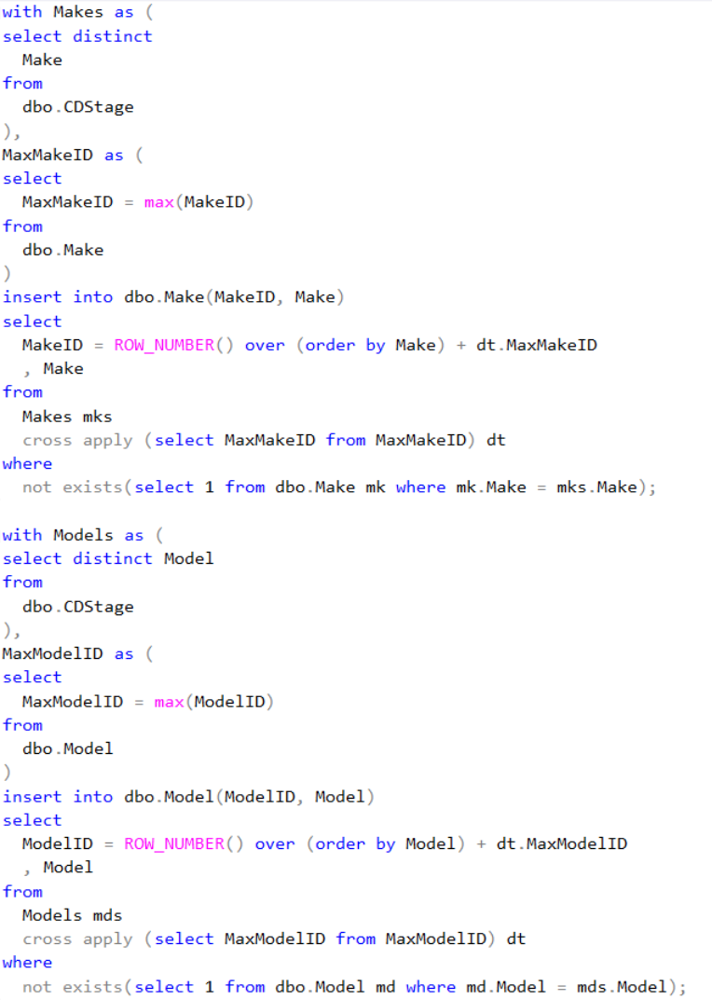 with Makes as (
select distinct
  Make
from
  dbo.CDStage
),
MaxMakeID as (
select
  MaxMakeID = max(MakeID)
from
  dbo.Make
)
insert into dbo.Make(MakeID, Make)
select
  MakeID = ROW_NUMBER() over (order by Make) + dt.MaxMakeID
  , Make
from
  Makes mks
  cross apply (select MaxMakeID from MaxMakeID) dt
where
  not exists(select 1 from dbo.Make mk where mk.Make = mks.Make);

with Models as (
select distinct Model
from
  dbo.CDStage
),
MaxModelID as (
select
  MaxModelID = max(ModelID)
from
  dbo.Model
)
insert into dbo.Model(ModelID, Model)
select
  ModelID = ROW_NUMBER() over (order by Model) + dt.MaxModelID
  , Model
from
  Models mds
  cross apply (select MaxModelID from MaxModelID) dt
where
  not exists(select 1 from dbo.Model md where md.Model = mds.Model);